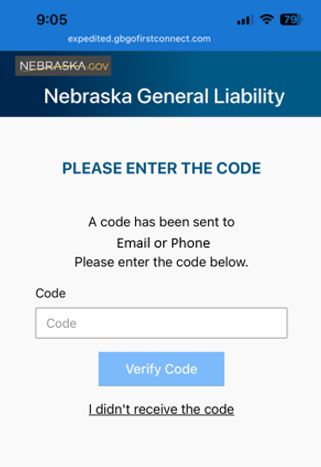 9:05
79
expedited.gbgofirstconnect.com
NEBRASKA.GOV
Nebraska General Liability
PLEASE ENTER THE CODE
A code has been sent to
Email or Phone
Please enter the code below.
Code
Code
Verify Code
I didn't receive the code